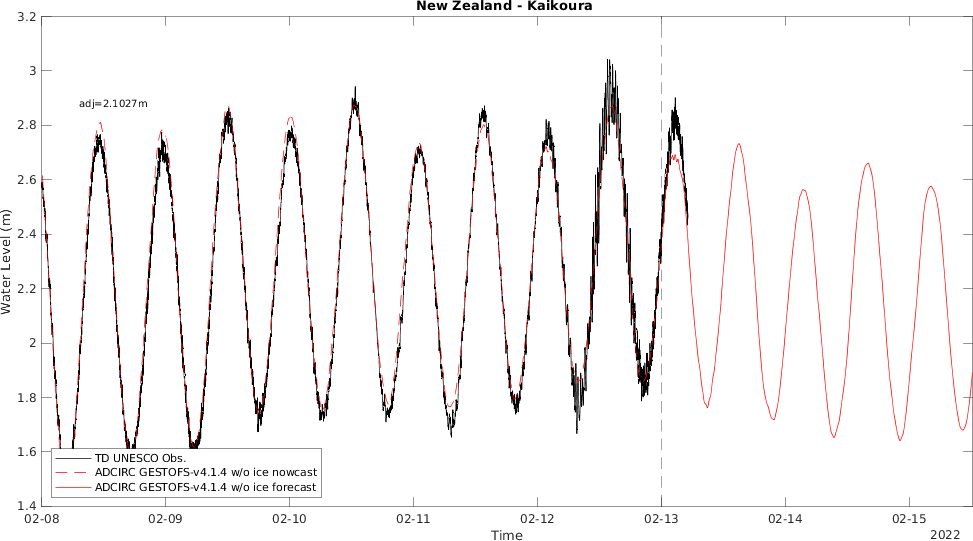 New Zealand - Kaikoura
3.2
3
2.8
2.6
2.4
2.2
2
1.8
1.6
1.4
Water Level (m)
adj=2.1027m
TD UNESCO Obs.
ADCIRC GESTOFS-v4.1.4 w/o ice nowcast
ADCIRC GESTOFS-v4.1.4 w/o ice forecast
02-08 02-09 02-10 02-11 02-12 02-13 02-14 02-15
Time
2022